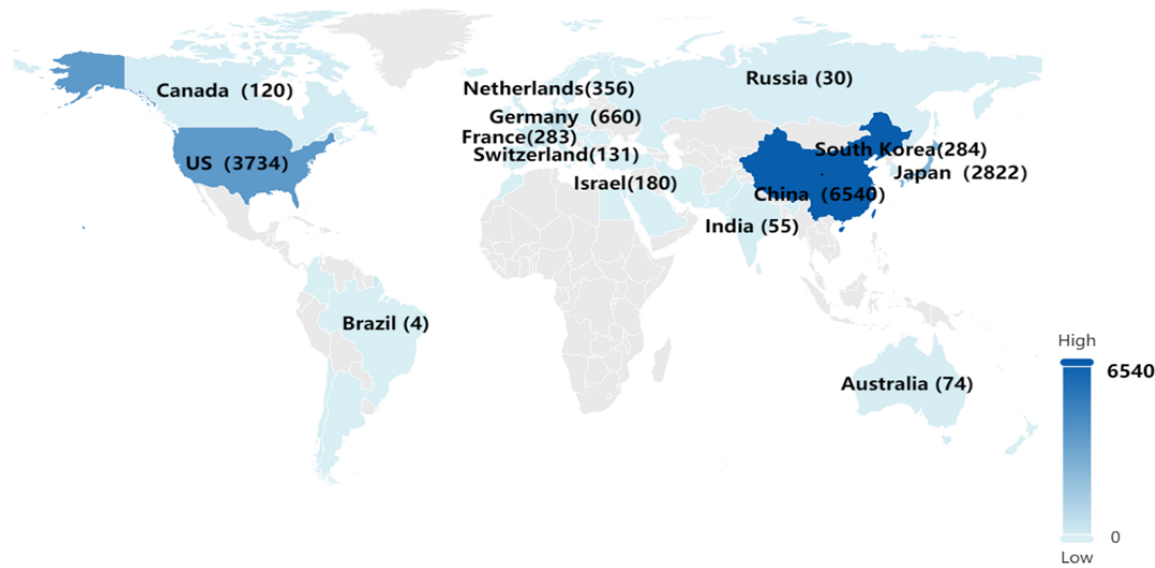 Russia (30)
Netherlands(356)
Canada (120)
Germany (660)
France(283)
South Korea(284)
Switzerland(131)
US (3734)
Japan (2822)
Israel(180)
China (6540)
India (55)
Brazil (4)
High
6540
Australia (74)
0
Low